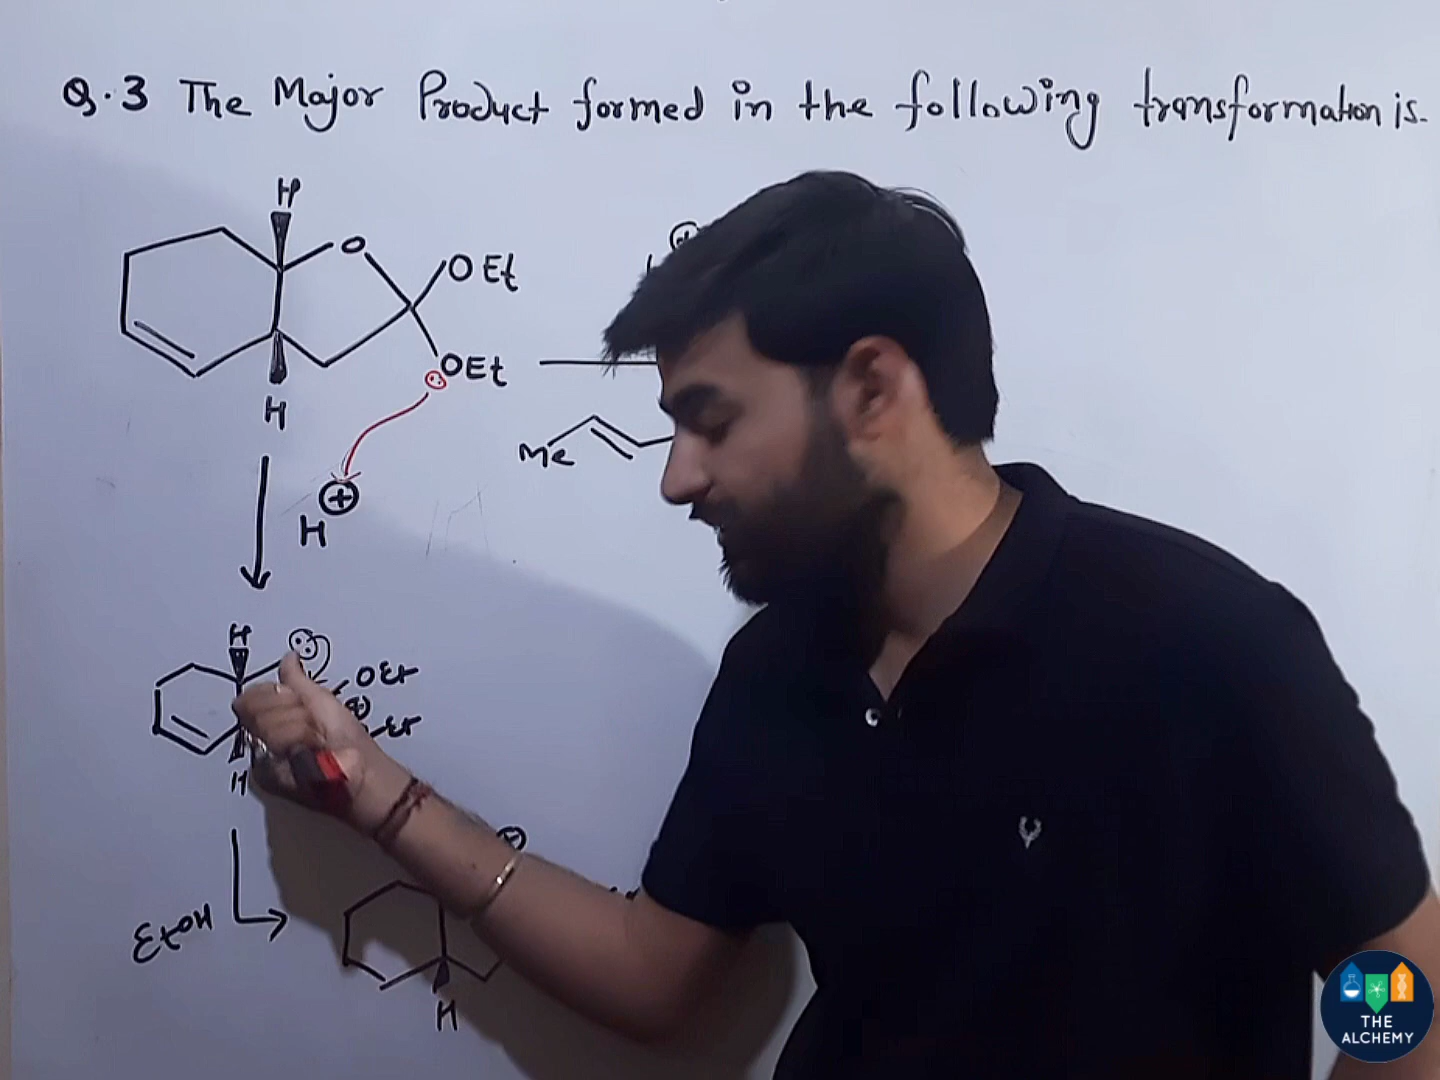 Q.3 The Major Product formed in the following transformation is.
H
O
OEt
OEt
H
Me
H
H
OEt
Et
H
EtOH
H
THE
ALCHEMY